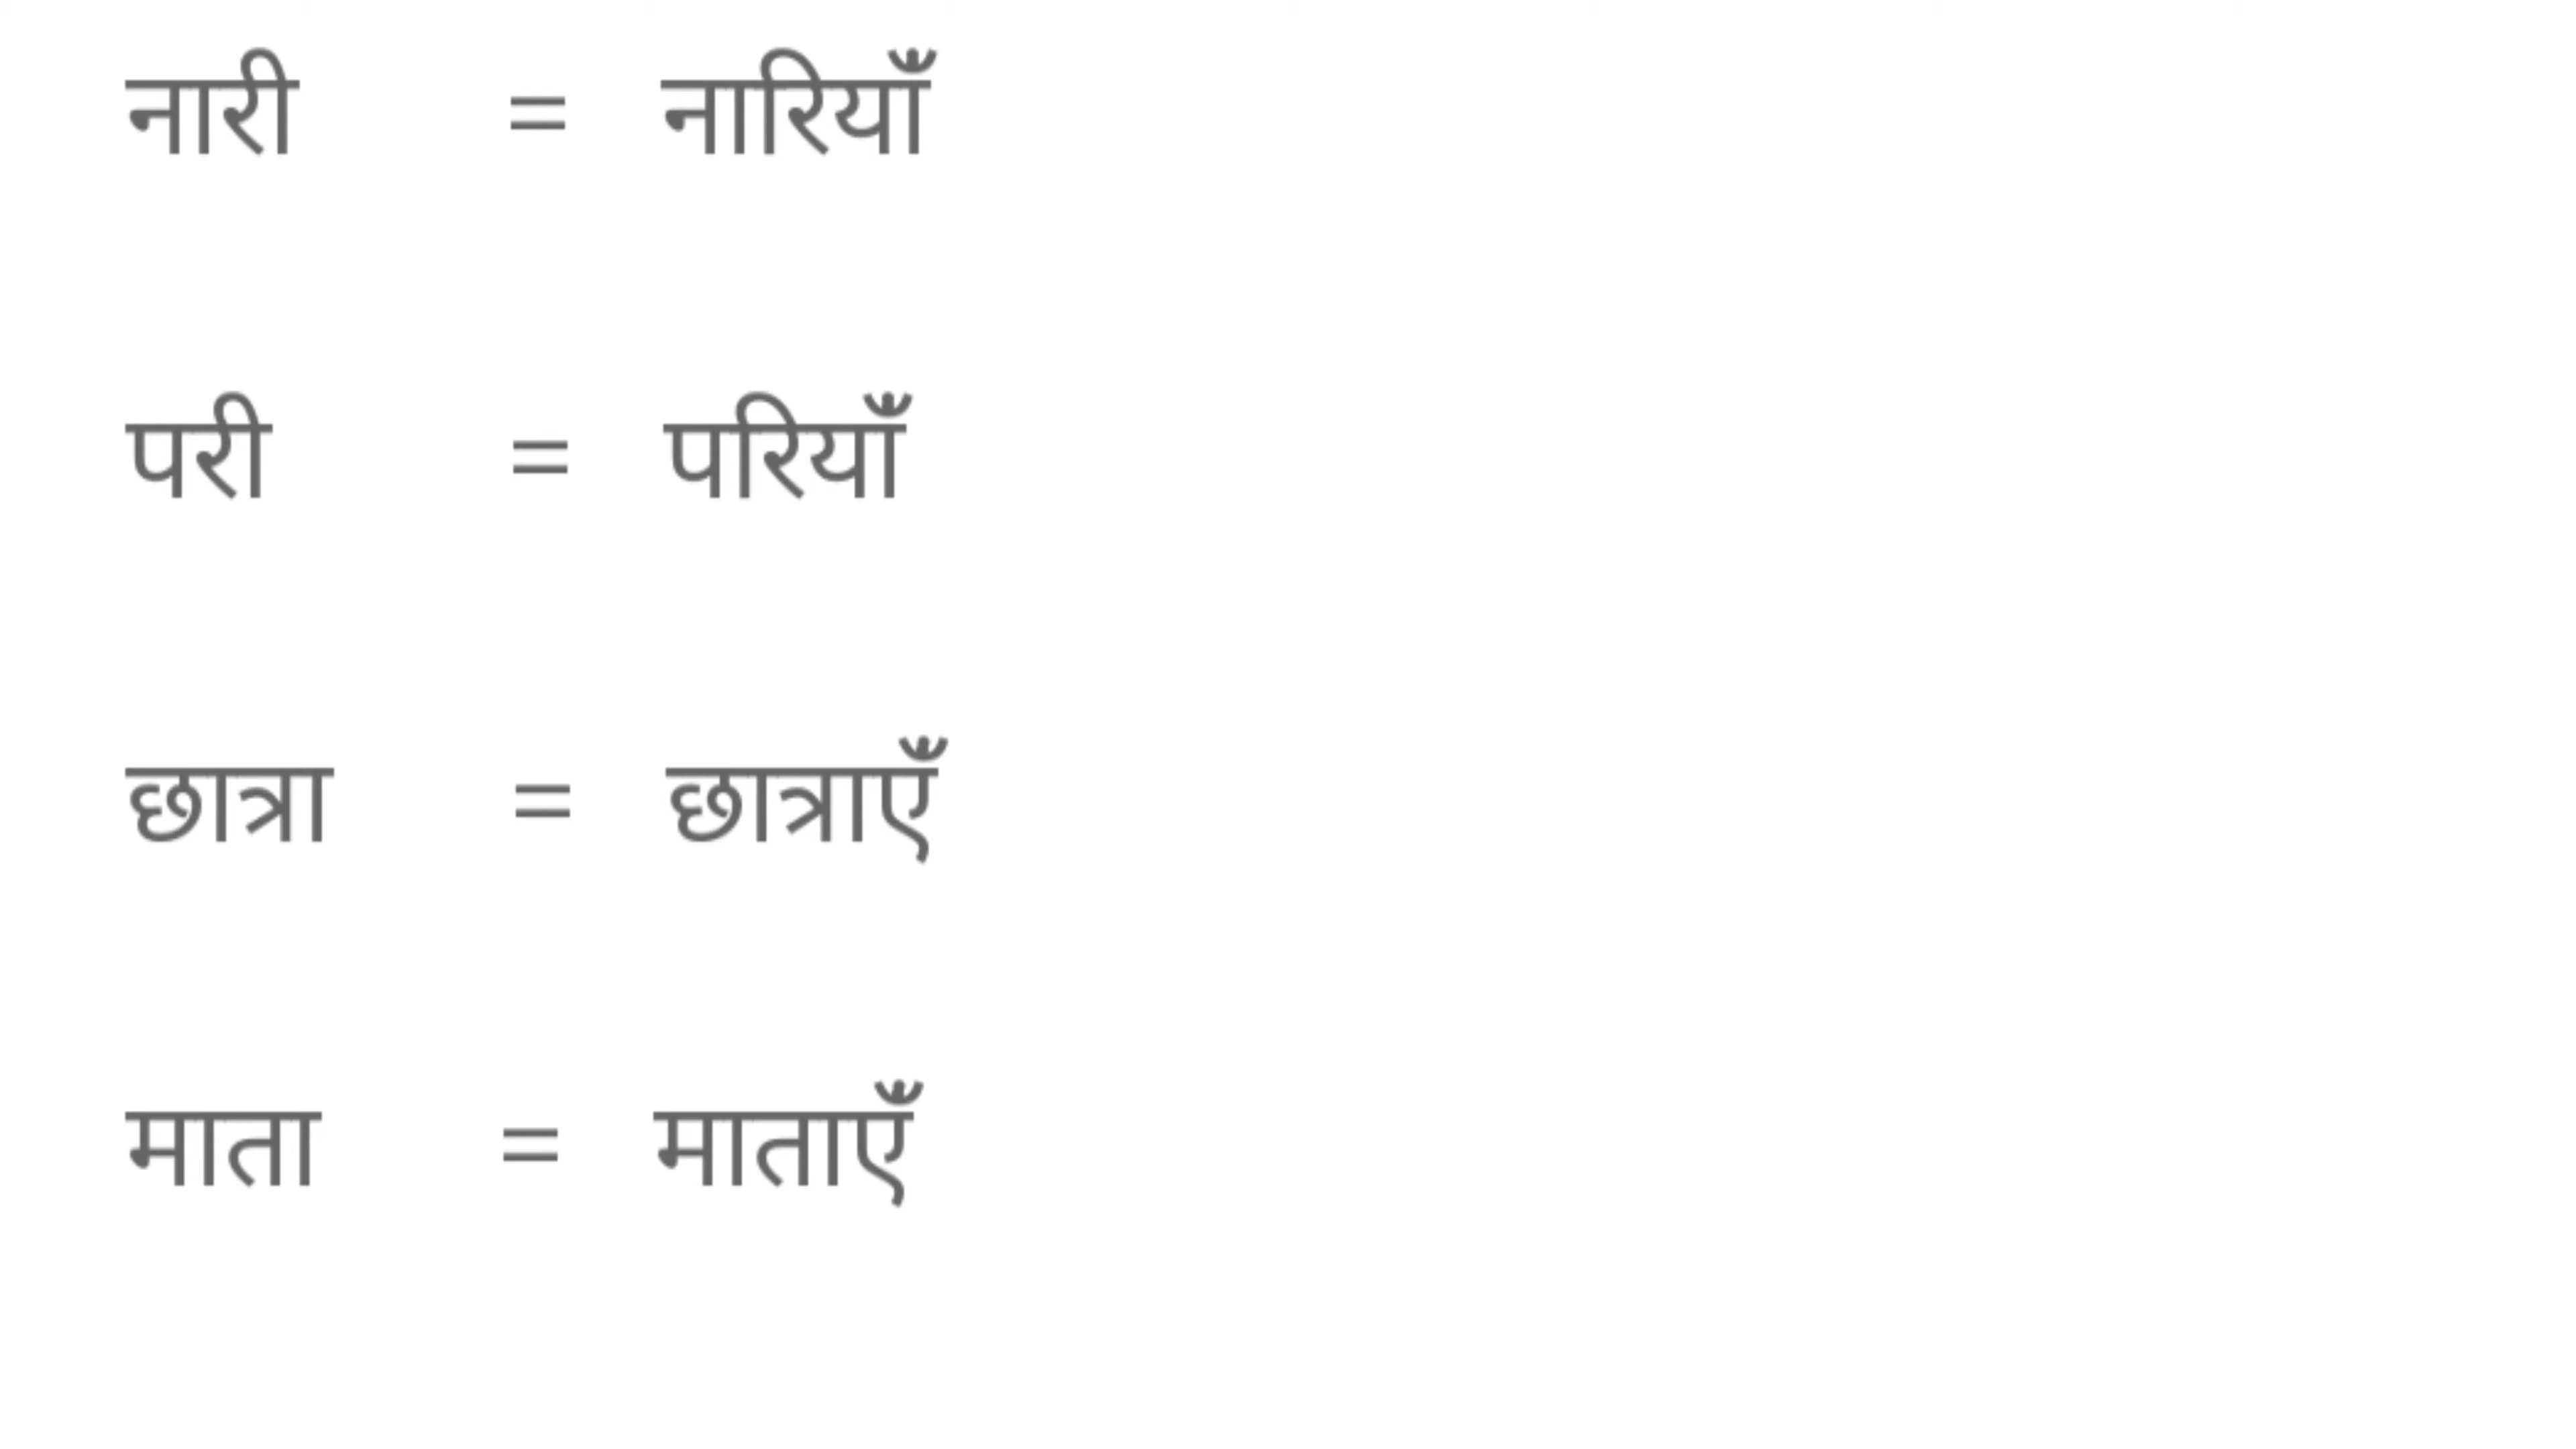 नारी = नारियाँ
परी = परियाँ
छात्रा = छात्राएँ
माता = माताएँ